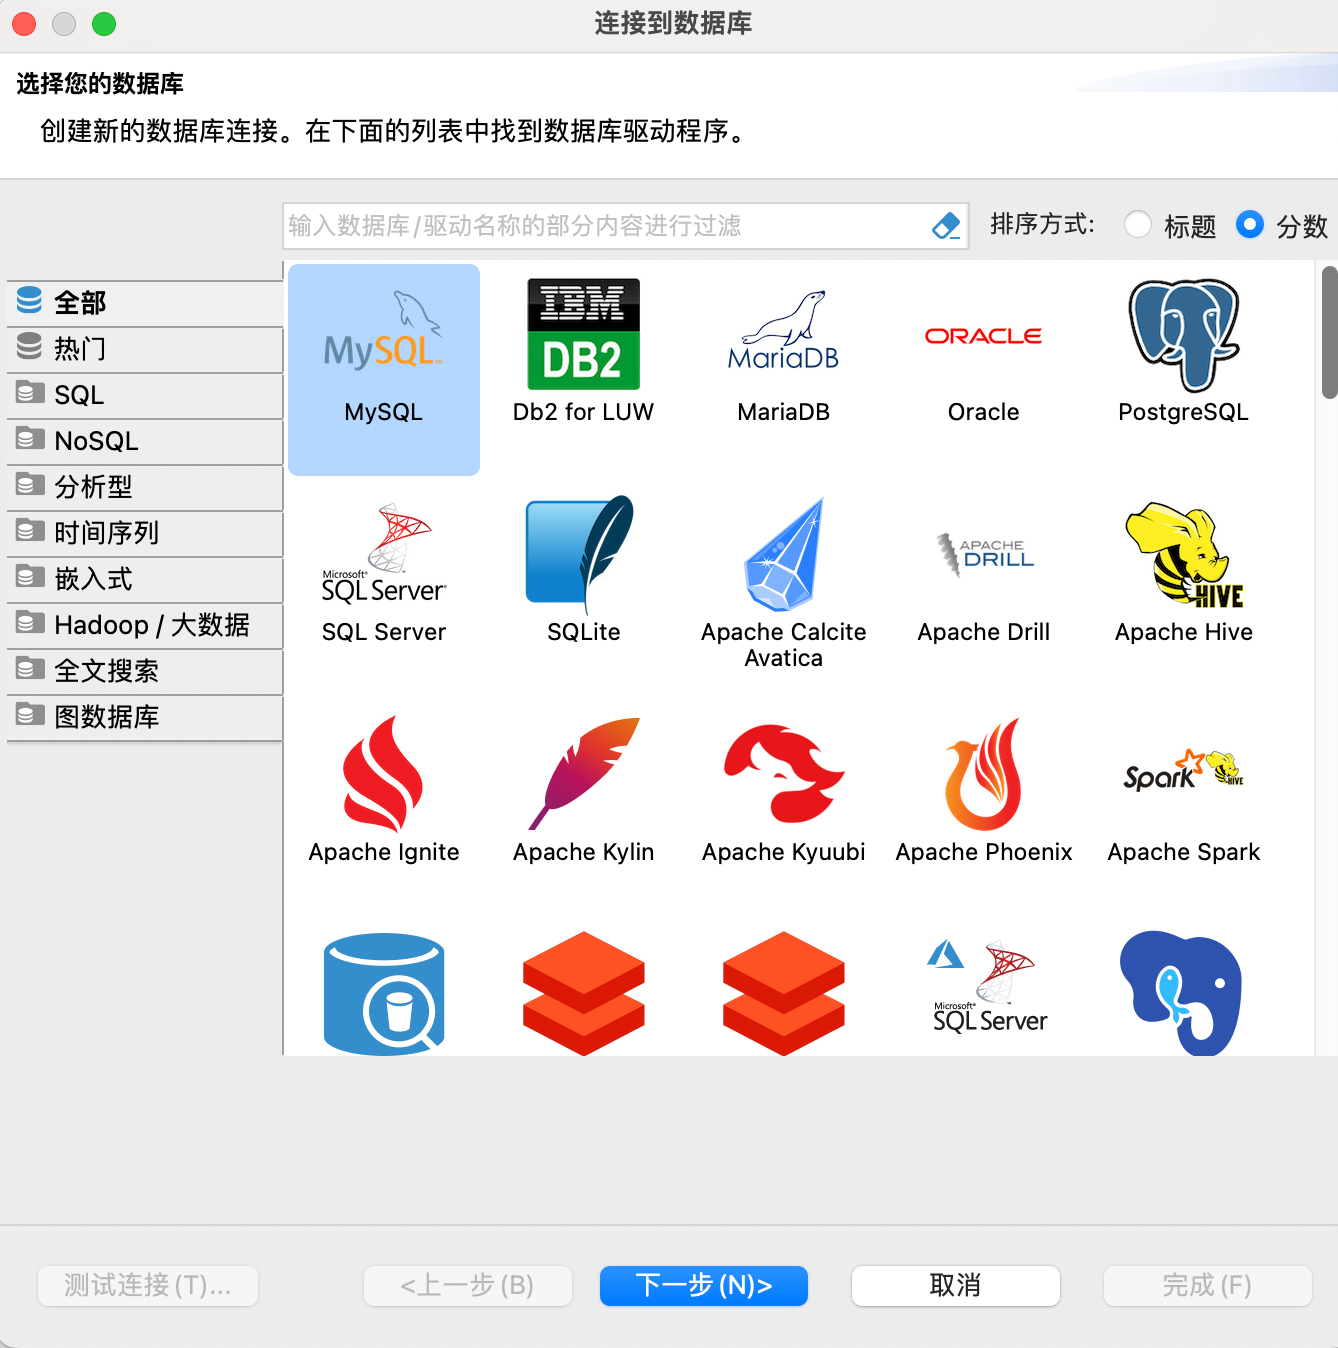 连接到数据库
选择您的数据库
创建新的数据库连接。在下面的列表中找到数据库驱动程序。
输入数据库/驱动名称的部分内容进行过滤
排序方式:
标题
分数
全部
热门
SQL
NoSQL
分析型
时间序列
嵌入式
Hadoop / 大数据
全文搜索
图数据库
MySQL™
MySQL
IBM
DB2
Db2 for LUW
MariaDB
MariaDB
ORACLE
Oracle
PostgreSQL
Microsoft®
SQL Server®
SQL Server
SQLite
Apache Calcite
Avatica
APACHE
DRILL
Apache Drill
HIVE
Apache Hive
Apache Ignite
Apache Kylin
Apache Kyuubi
Apache Phoenix
Spark
HIVE
Apache Spark
Microsoft®
SQL Server
测试连接(T)...
<上一步(B)
下一步(N)>
取消
完成(F)